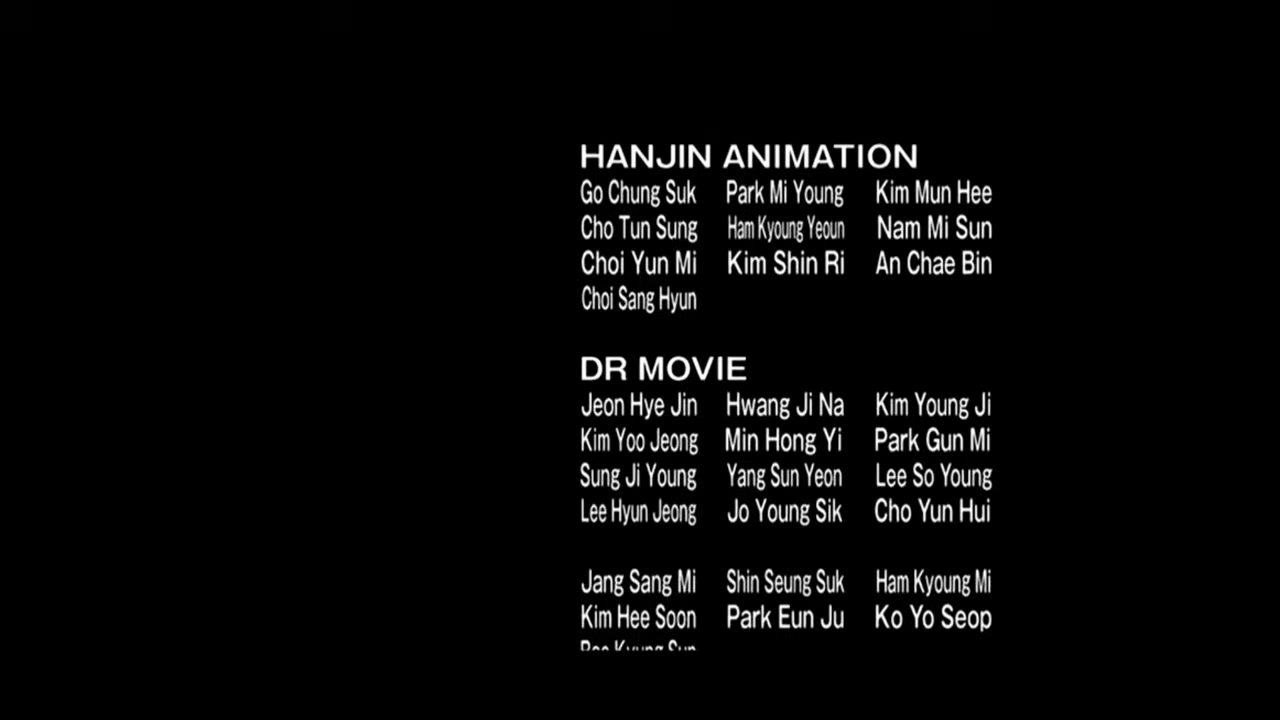 HANJIN ANIMATION
Go Chung Suk Park Mi Young Kim Mun Hee
Cho Tun Sung Ham Kyoung Yeoun Nam Mi Sun
Choi Yun Mi Kim Shin Ri An Chae Bin
Choi Sang Hyun
DR MOVIE
Jeon Hye Jin Hwang Ji Na Kim Young Ji
Kim Yoo Jeong Min Hong Yi Park Gun Mi
Sung Ji Young Yang Sun Yeon Lee So Young
Lee Hyun Jeong Jo Young Sik Cho Yun Hui
Jang Sang Mi Shin Seung Suk Ham Kyoung Mi
Kim Hee Soon Park Eun Ju Ko Yo Seop